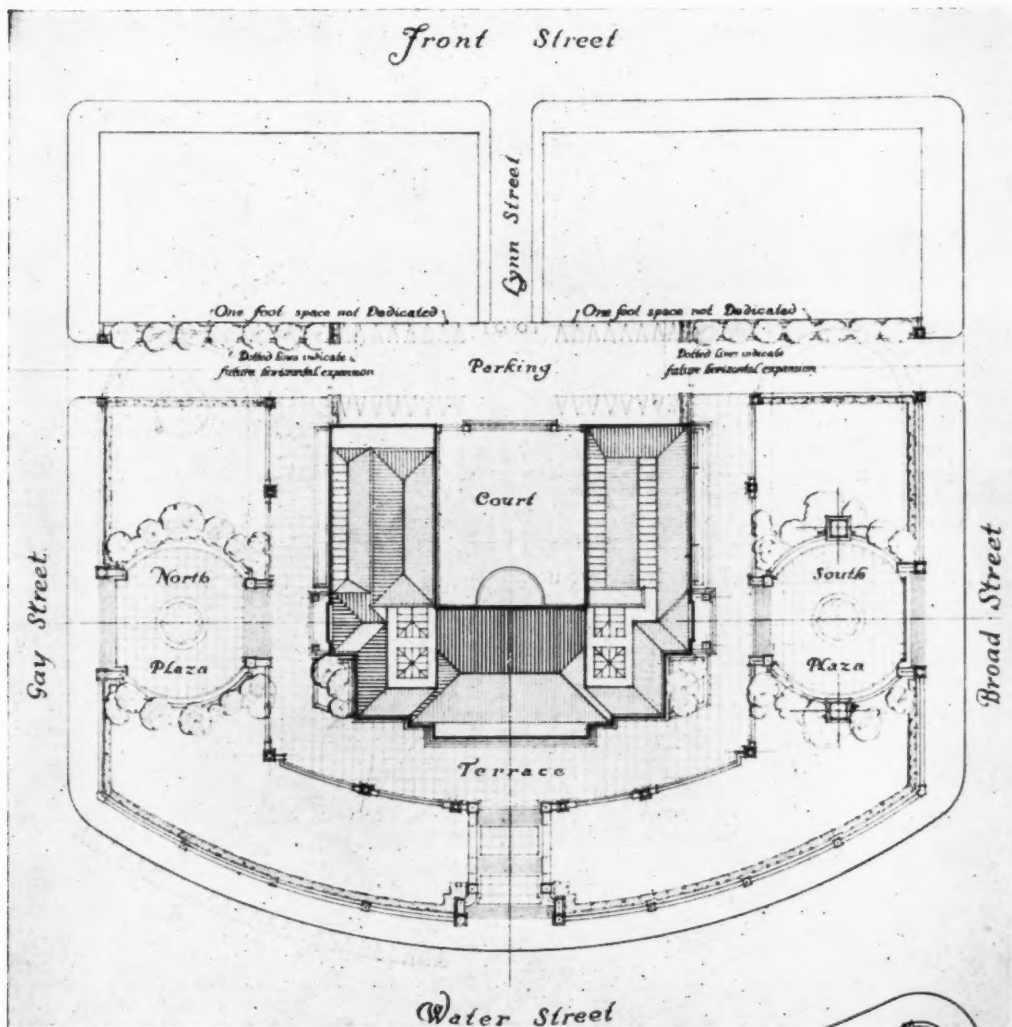 Front Street
Lynn Street
One foot space not Dedicated
One foot space not Dedicated
Dotted lines indicate
future horizontal expansion
Parking
Dotted lines indicate
future horizontal expansion
Court
North
Plaza
South
Plaza
Gay Street
Broad Street
Terrace
Water Street